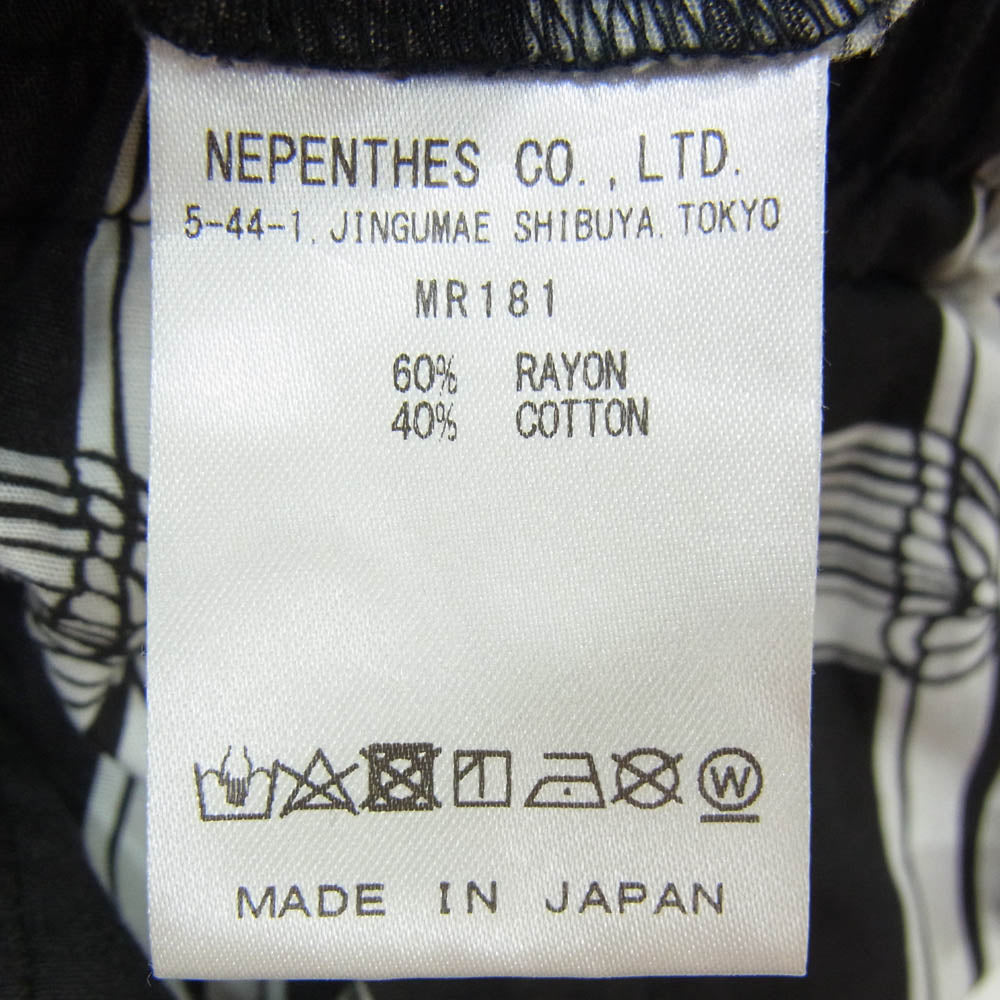 NEPENTHES CO.,LTD.
5-44-1, JINGUMAE SHIBUYA, TOKYO
MR181
60% RAYON
40% COTTON
W
MADE IN JAPAN